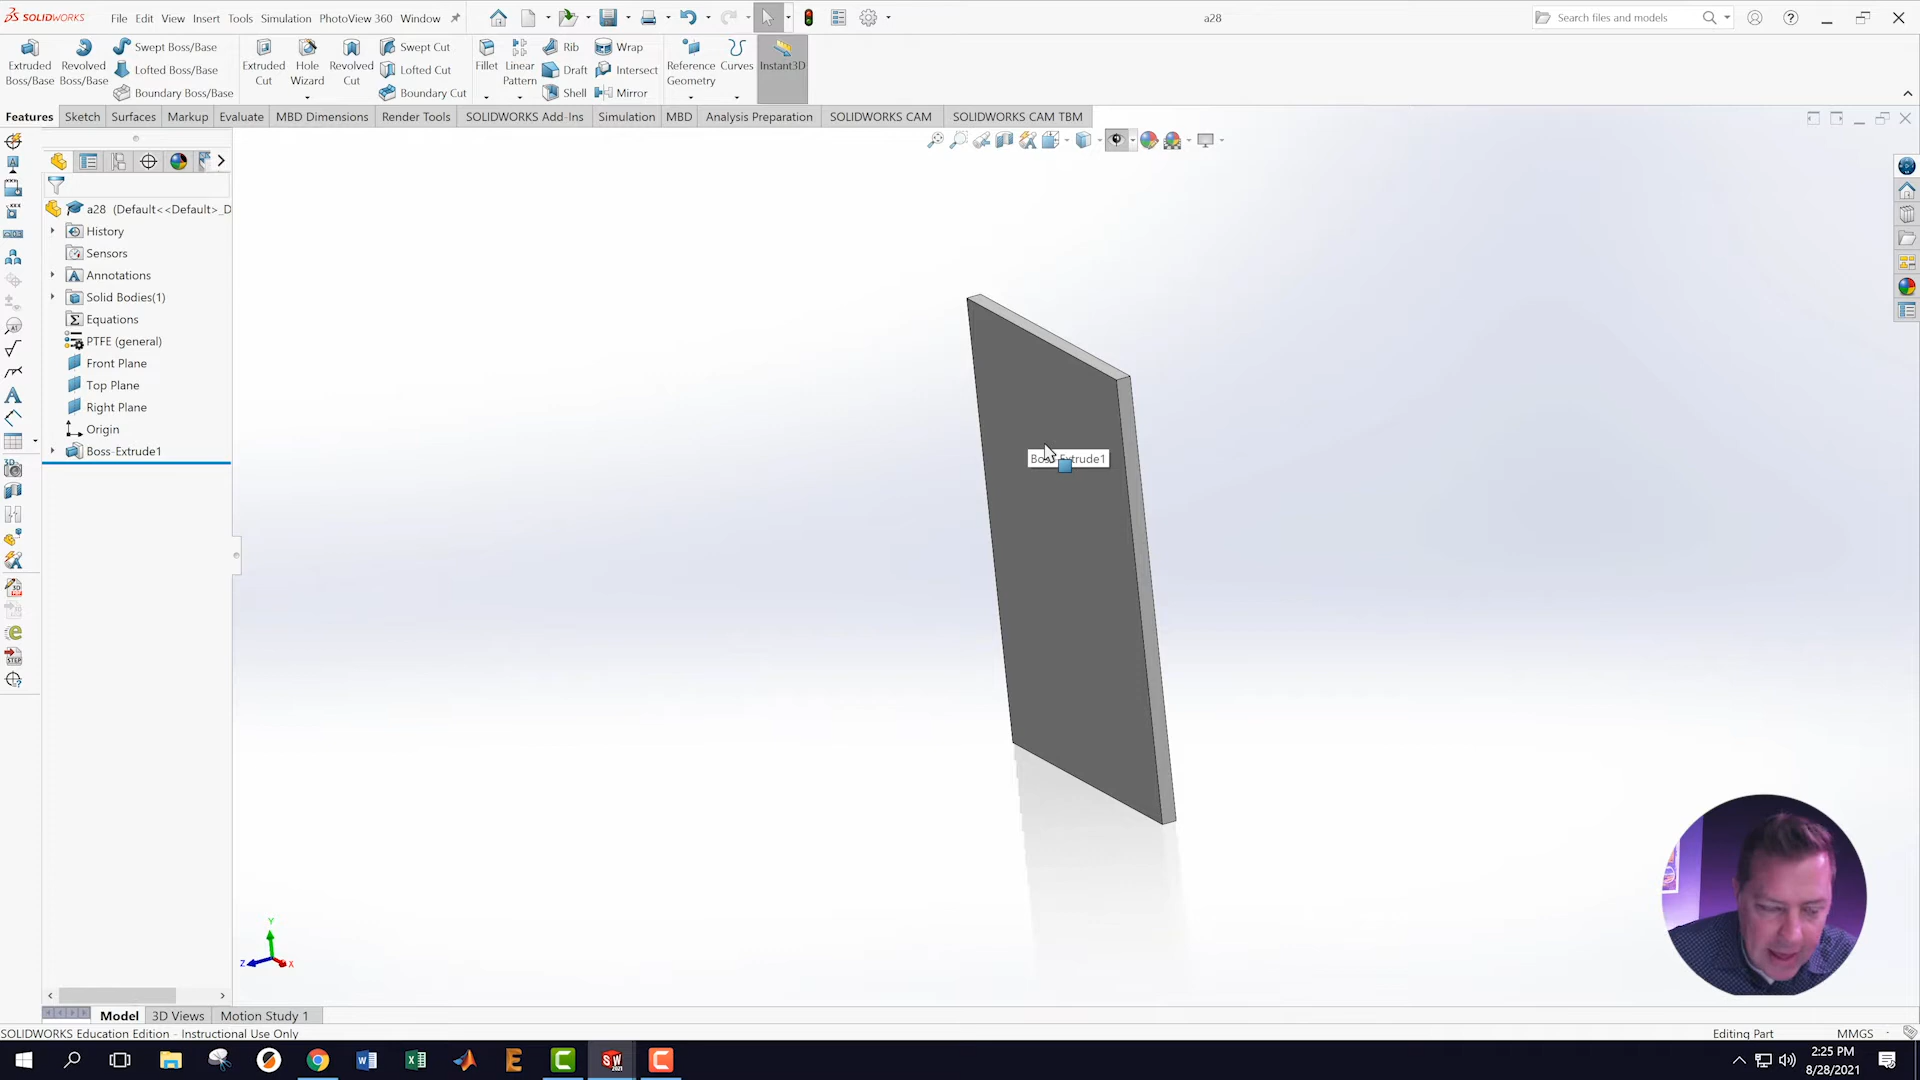 SOLIDWORKS File Edit View Insert Tools Simulation PhotoView 360 Window a28 Search files and models
Extruded Boss/Base
Revolved Boss/Base
Swept Boss/Base
Lofted Boss/Base
Boundary Boss/Base
Extruded Cut
Hole Wizard
Revolved Cut
Swept Cut
Lofted Cut
Boundary Cut
Fillet
Linear Pattern
Rib
Draft
Shell
Wrap
Intersect
Mirror
Reference Geometry
Curves
Instant3D
Features Sketch Surfaces Markup Evaluate MBD Dimensions Render Tools SOLIDWORKS Add-Ins Simulation MBD Analysis Preparation SOLIDWORKS CAM SOLIDWORKS CAM TBM
a28 (Default<<Default>_D
History
Sensors
Annotations
Solid Bodies(1)
Equations
PTFE (general)
Front Plane
Top Plane
Right Plane
Origin
Boss-Extrude1
Boss-Extrude1
Y
Z X
Model 3D Views Motion Study 1
SOLIDWORKS Education Edition - Instructional Use Only Editing Part MMGS
2:25 PM
8/28/2021